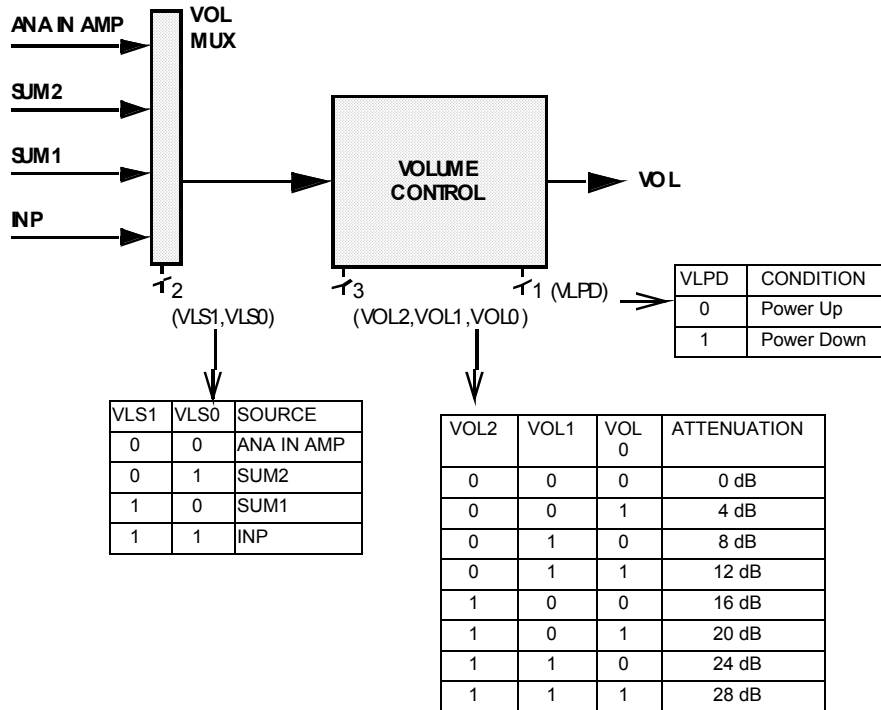 ANA IN AMP
VOL
MUX
SUM2
SUM1
INP
VOLUME
CONTROL
VOL
2
(VLS1,VLS0)
3
(VOL2,VOL1,VOL0)
1 (VLPD)
VLPD CONDITION
0 Power Up
1 Power Down
VLS1 VLS0 SOURCE
0 0 ANA IN AMP
0 1 SUM2
1 0 SUM1
1 1 INP
VOL2 VOL1 VOL
0 ATTENUATION
0 0 0 0 dB
0 0 1 4 dB
0 1 0 8 dB
0 1 1 12 dB
1 0 0 16 dB
1 0 1 20 dB
1 1 0 24 dB
1 1 1 28 dB